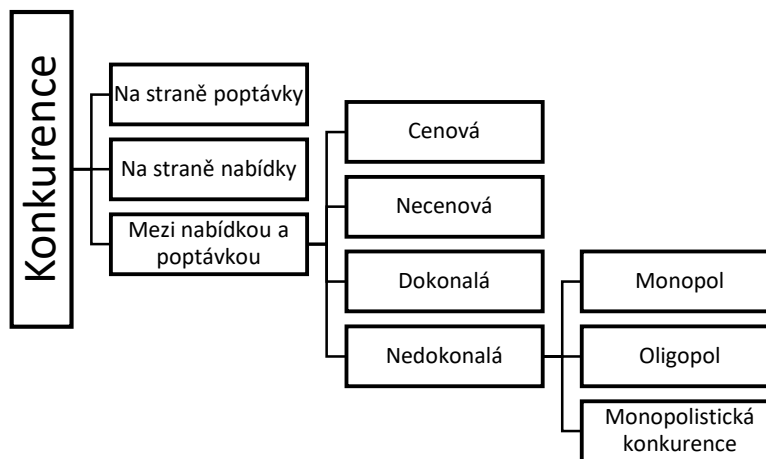 Konkurence
Na straně poptávky
Na straně nabídky
Mezi nabídkou a
poptávkou
Cenová
Necenová
Dokonalá
Nedokonalá
Monopol
Oligopol
Monopolistická
konkurence